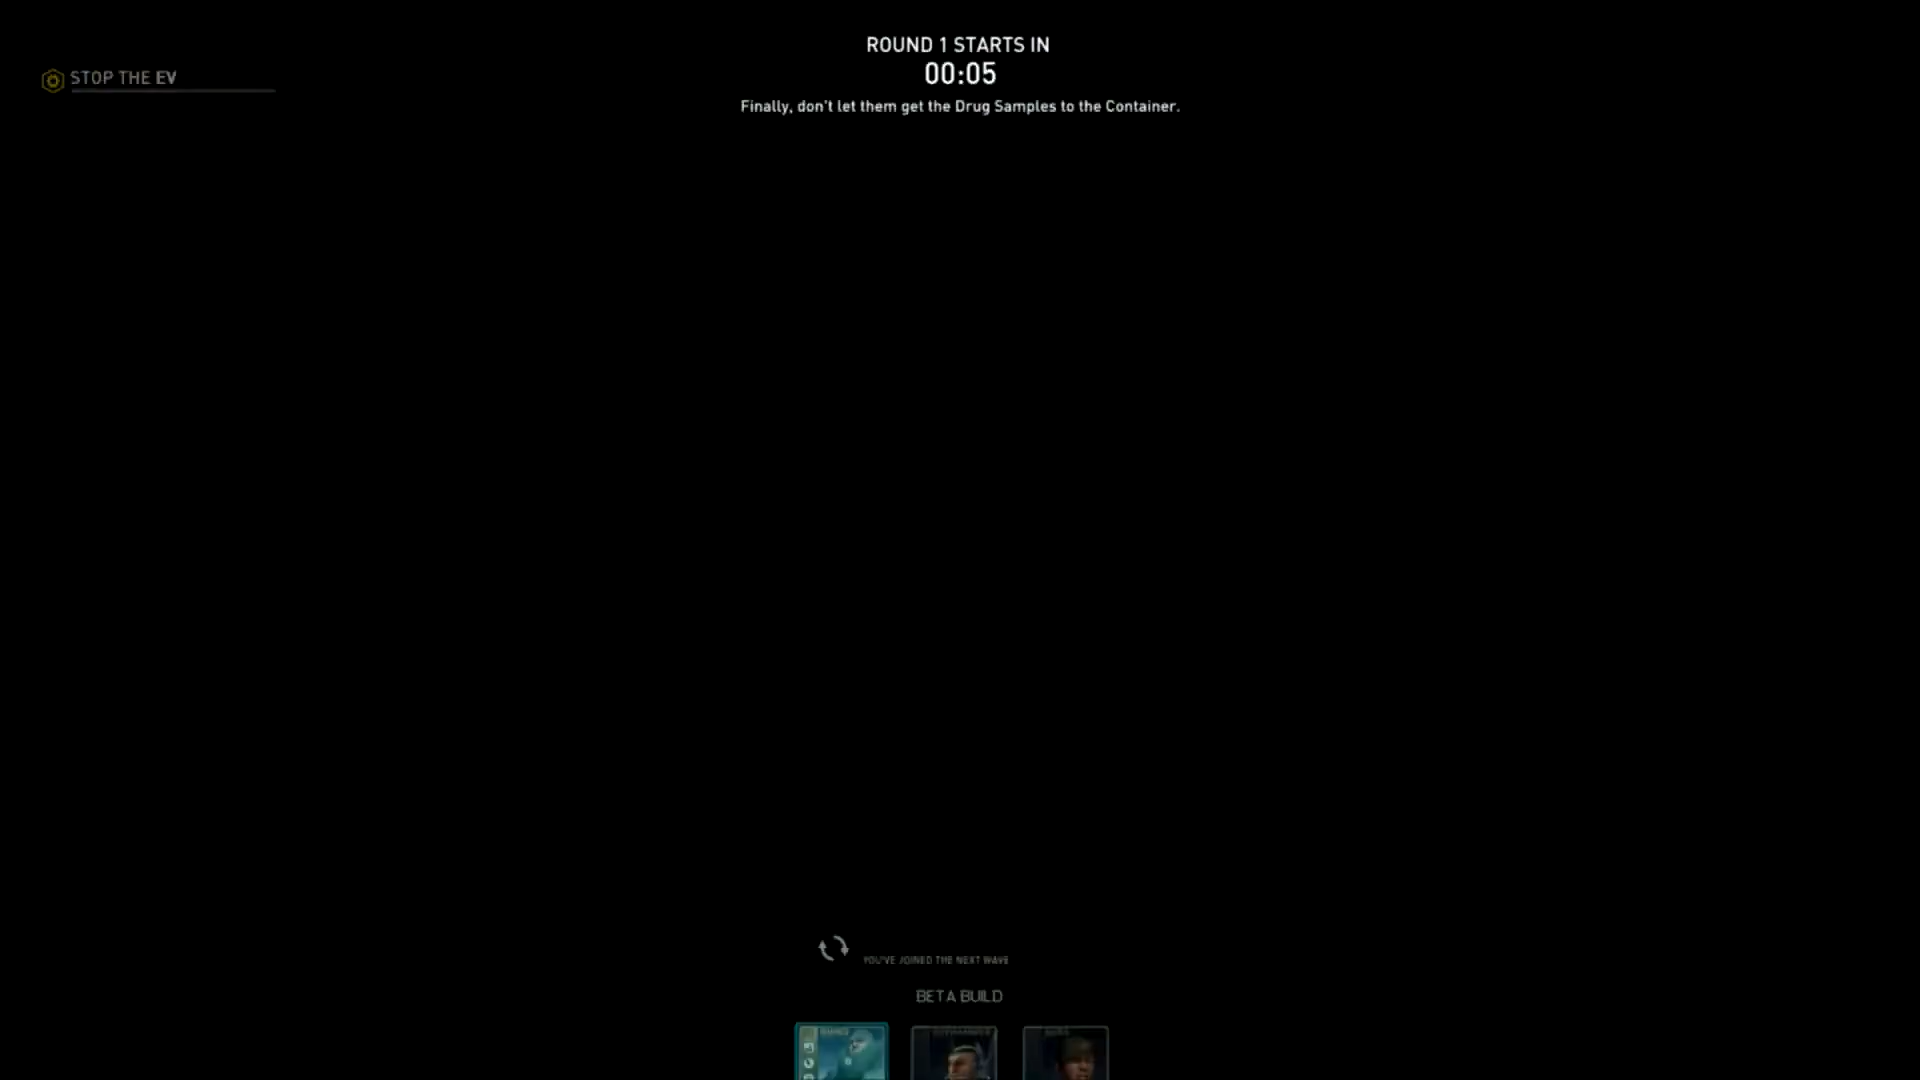 ROUND 1 STARTS IN
00:05
STOP THE EV
Finally, don't let them get the Drug Samples to the Container.
YOU'VE JOINED THE NEXT WAVE
BETA BUILD